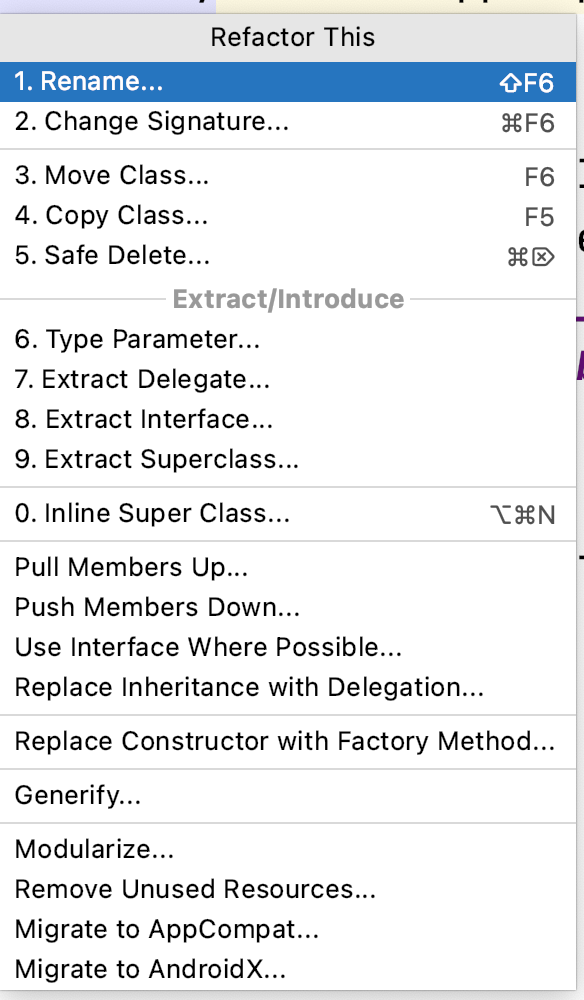 Refactor This
1. Rename... ⇧F6
2. Change Signature... ⌘F6
3. Move Class... F6
4. Copy Class... F5
5. Safe Delete... ⌘⌦
Extract/Introduce
6. Type Parameter...
7. Extract Delegate...
8. Extract Interface...
9. Extract Superclass...
0. Inline Super Class... ⌥⌘N
Pull Members Up...
Push Members Down...
Use Interface Where Possible...
Replace Inheritance with Delegation...
Replace Constructor with Factory Method...
Generify...
Modularize...
Remove Unused Resources...
Migrate to AppCompat...
Migrate to AndroidX...